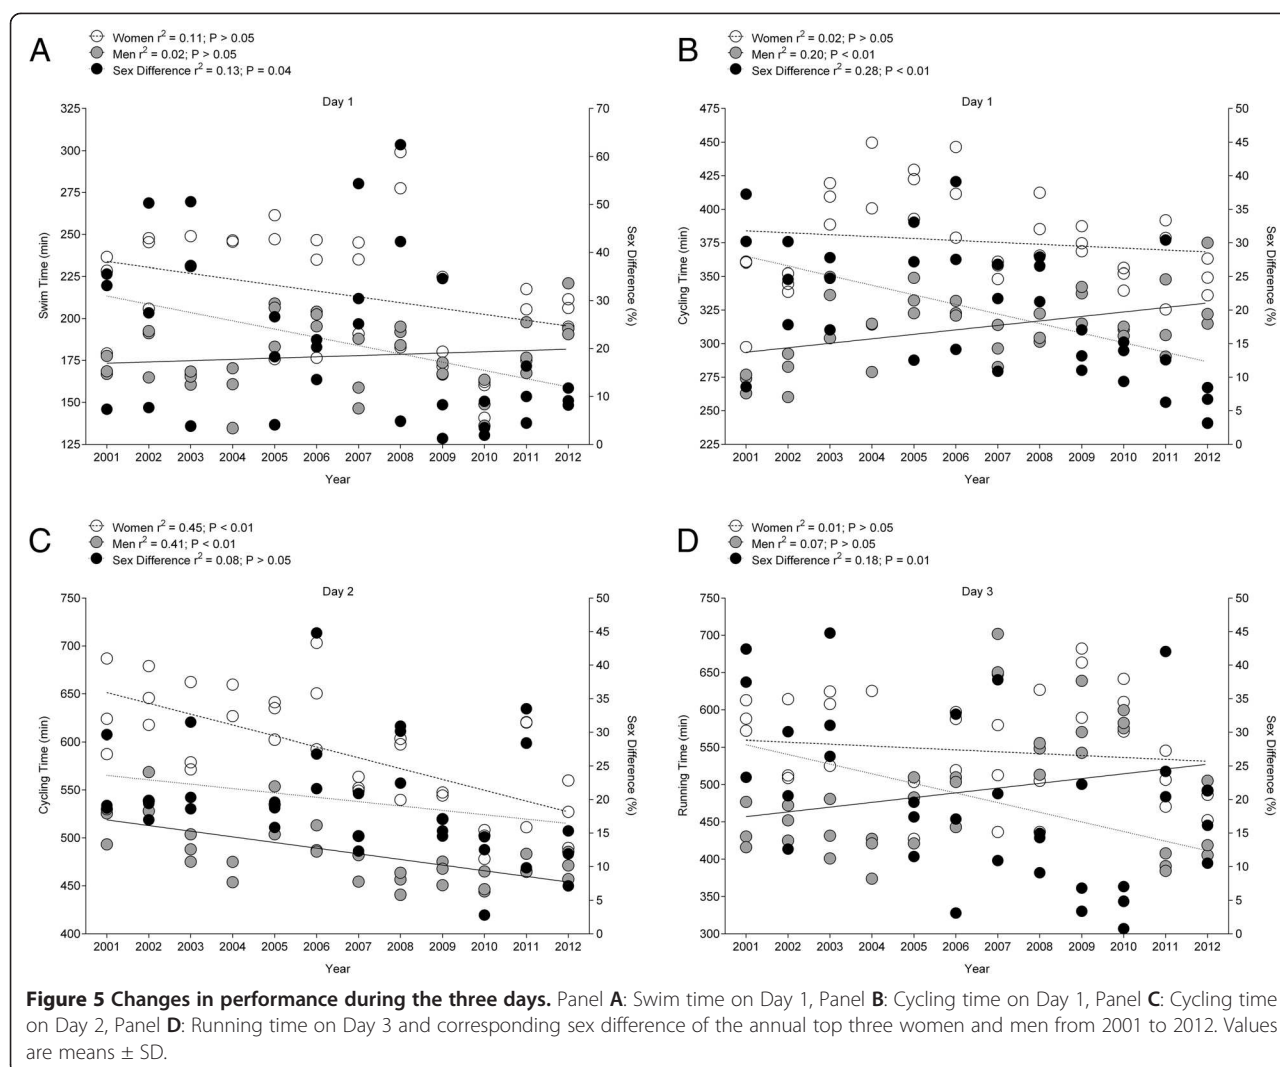 A
Women r² = 0.11; P > 0.05
Men r² = 0.02; P > 0.05
Sex Difference r² = 0.13; P = 0.04
Day 1
325
300
275
250
225
200
175
150
125
Swim Time (min)
70
60
50
40
30
20
10
0
Sex Difference (%)
2001 2002 2003 2004 2005 2006 2007 2008 2009 2010 2011 2012
Year
B
Women r² = 0.02; P > 0.05
Men r² = 0.20; P < 0.01
Sex Difference r² = 0.28; P < 0.01
Day 1
475
450
425
400
375
350
325
300
275
250
225
Cycling Time (min)
50
45
40
35
30
25
20
15
10
5
0
Sex Difference (%)
2001 2002 2003 2004 2005 2006 2007 2008 2009 2010 2011 2012
Year
C
Women r² = 0.45; P < 0.01
Men r² = 0.41; P < 0.01
Sex Difference r² = 0.08; P > 0.05
Day 2
750
700
650
600
550
500
450
400
Cycling Time (min)
50
45
40
35
30
25
20
15
10
5
0
Sex Difference (%)
2001 2002 2003 2004 2005 2006 2007 2008 2009 2010 2011 2012
Year
D
Women r² = 0.01; P > 0.05
Men r² = 0.07; P > 0.05
Sex Difference r² = 0.18; P = 0.01
Day 3
750
700
650
600
550
500
450
400
350
300
Running Time (min)
50
45
40
35
30
25
20
15
10
5
0
Sex Difference (%)
2001 2002 2003 2004 2005 2006 2007 2008 2009 2010 2011 2012
Year
Figure 5 Changes in performance during the three days. Panel A: Swim time on Day 1, Panel B: Cycling time on Day 1, Panel C: Cycling time
on Day 2, Panel D: Running time on Day 3 and corresponding sex difference of the annual top three women and men from 2001 to 2012. Values
are means ± SD.